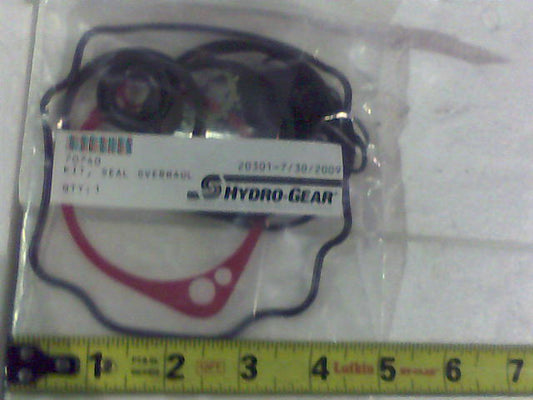 70740
20301-7/30/2009
KIT, SEAL OVERHAUL
QTY:1
HYDRO-GEAR
1 2 3 4 Lufkin 5 6 7